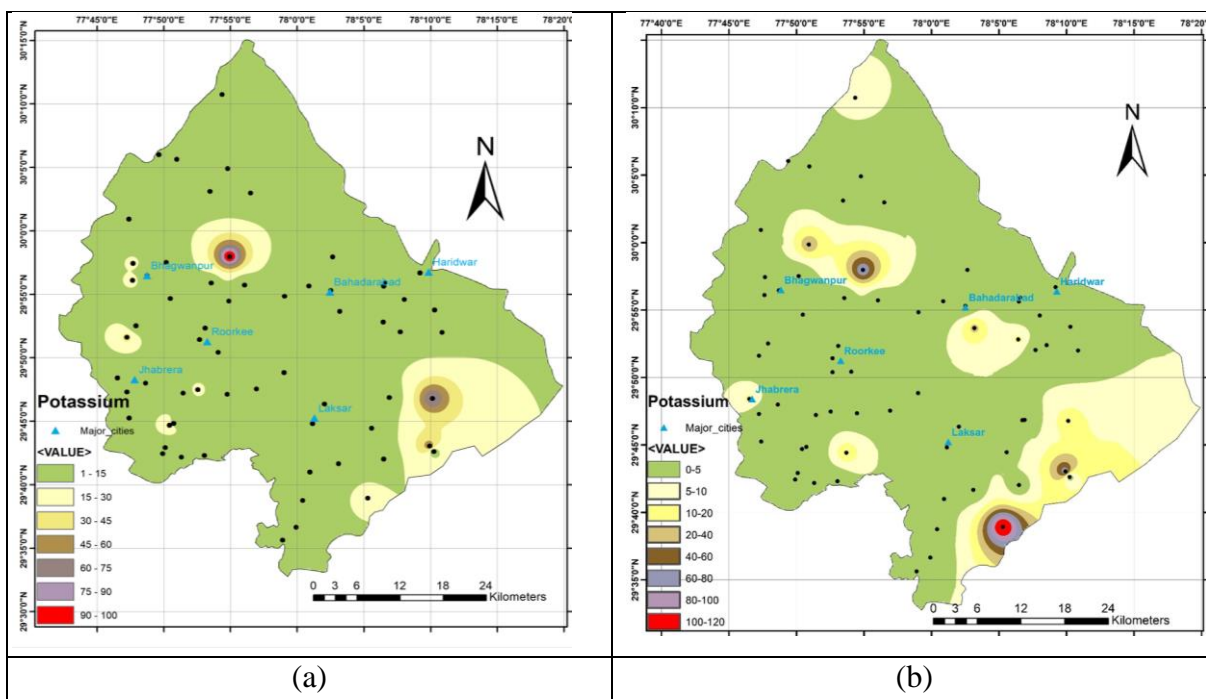 77°45'0"E 77°50'0"E 77°55'0"E 78°0'0"E 78°5'0"E 78°10'0"E 78°15'0"E 78°20'0"E
30°15'0"N
30°10'0"N
30°5'0"N
30°0'0"N
29°55'0"N
29°50'0"N
29°45'0"N
29°40'0"N
29°35'0"N
N
Bhagwanpur
Haridwar
Bahadarabad
Roorkee
Jhabrera
Laksar
Potassium
Major_cities
<VALUE>
1 - 15
15 - 30
30 - 45
45 - 60
60 - 75
75 - 90
90 - 100
0 3 6 12 18 24
Kilometers
(a)
77°40'0"E 77°45'0"E 77°50'0"E 77°55'0"E 78°0'0"E 78°5'0"E 78°10'0"E 78°15'0"E
30°10'0"N
30°5'0"N
30°0'0"N
29°55'0"N
29°50'0"N
29°45'0"N
29°40'0"N
29°35'0"N
N
Bhagwanpur
Haridwar
Bahadarabad
Roorkee
Jhabrera
Laksar
Potassium
Major_cities
<VALUE>
0-5
5-10
10-20
20-40
40-60
60-80
80-100
100-120
0 3 6 12 18 24
Kilometers
(b)